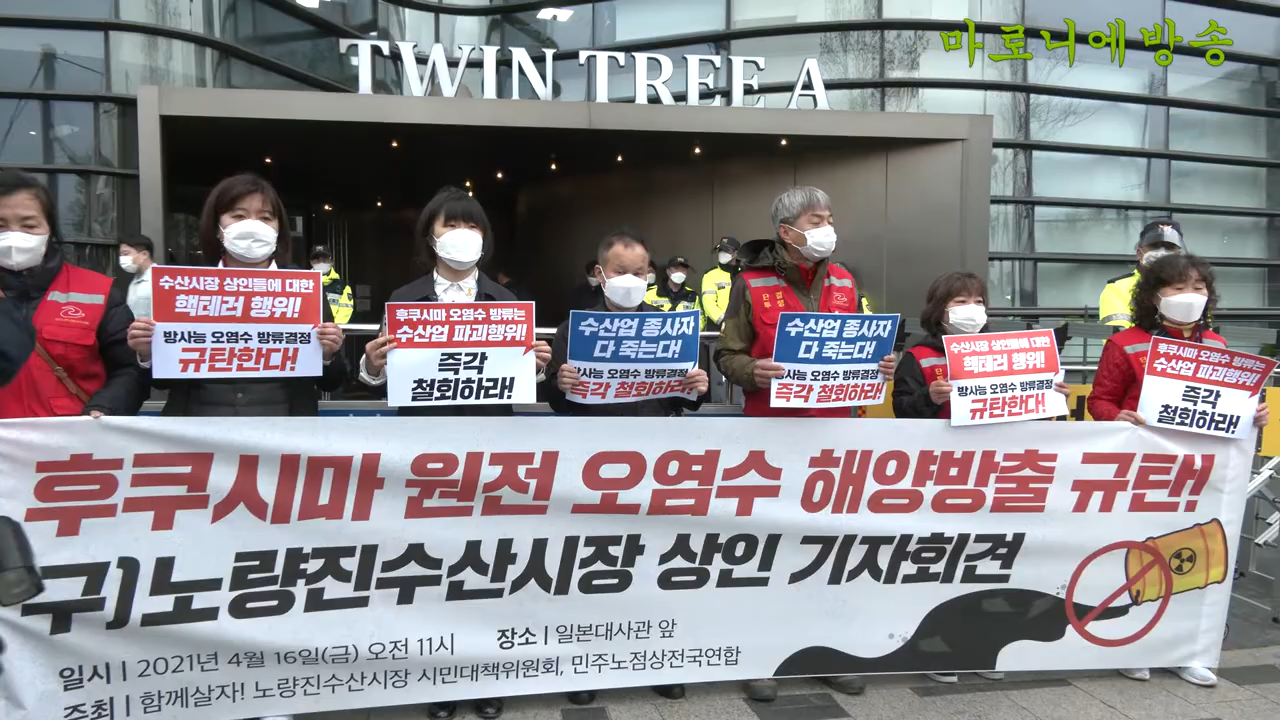 마로니에방송
TWIN TREE A
수산시장 상인들에 대한
핵테러 행위!
방사능 오염수 방류결정
규탄한다!
후쿠시마 오염수 방류는
수산업 파괴행위!
즉각
철회하라!
수산업 종사자
다 죽는다!
방사능 오염수 방류결정
즉각 철회하라!
단결
투쟁
수산업 종사자
다 죽는다!
방사능 오염수 방류결정
즉각 철회하라!
수산시장 상인들에 대한
핵테러 행위!
방사능 오염수 방류결정
규탄한다!
후쿠시마 오염수 방류는
수산업 파괴행위!
즉각
철회하라!
후쿠시마 원전 오염수 해양방출 규탄!
구)노량진수산시장 상인 기자회견
일시 | 2021년 4월 16일(금) 오전 11시 장소 | 일본대사관 앞
주최 | 함께살자! 노량진수산시장 시민대책위원회, 민주노점상전국연합